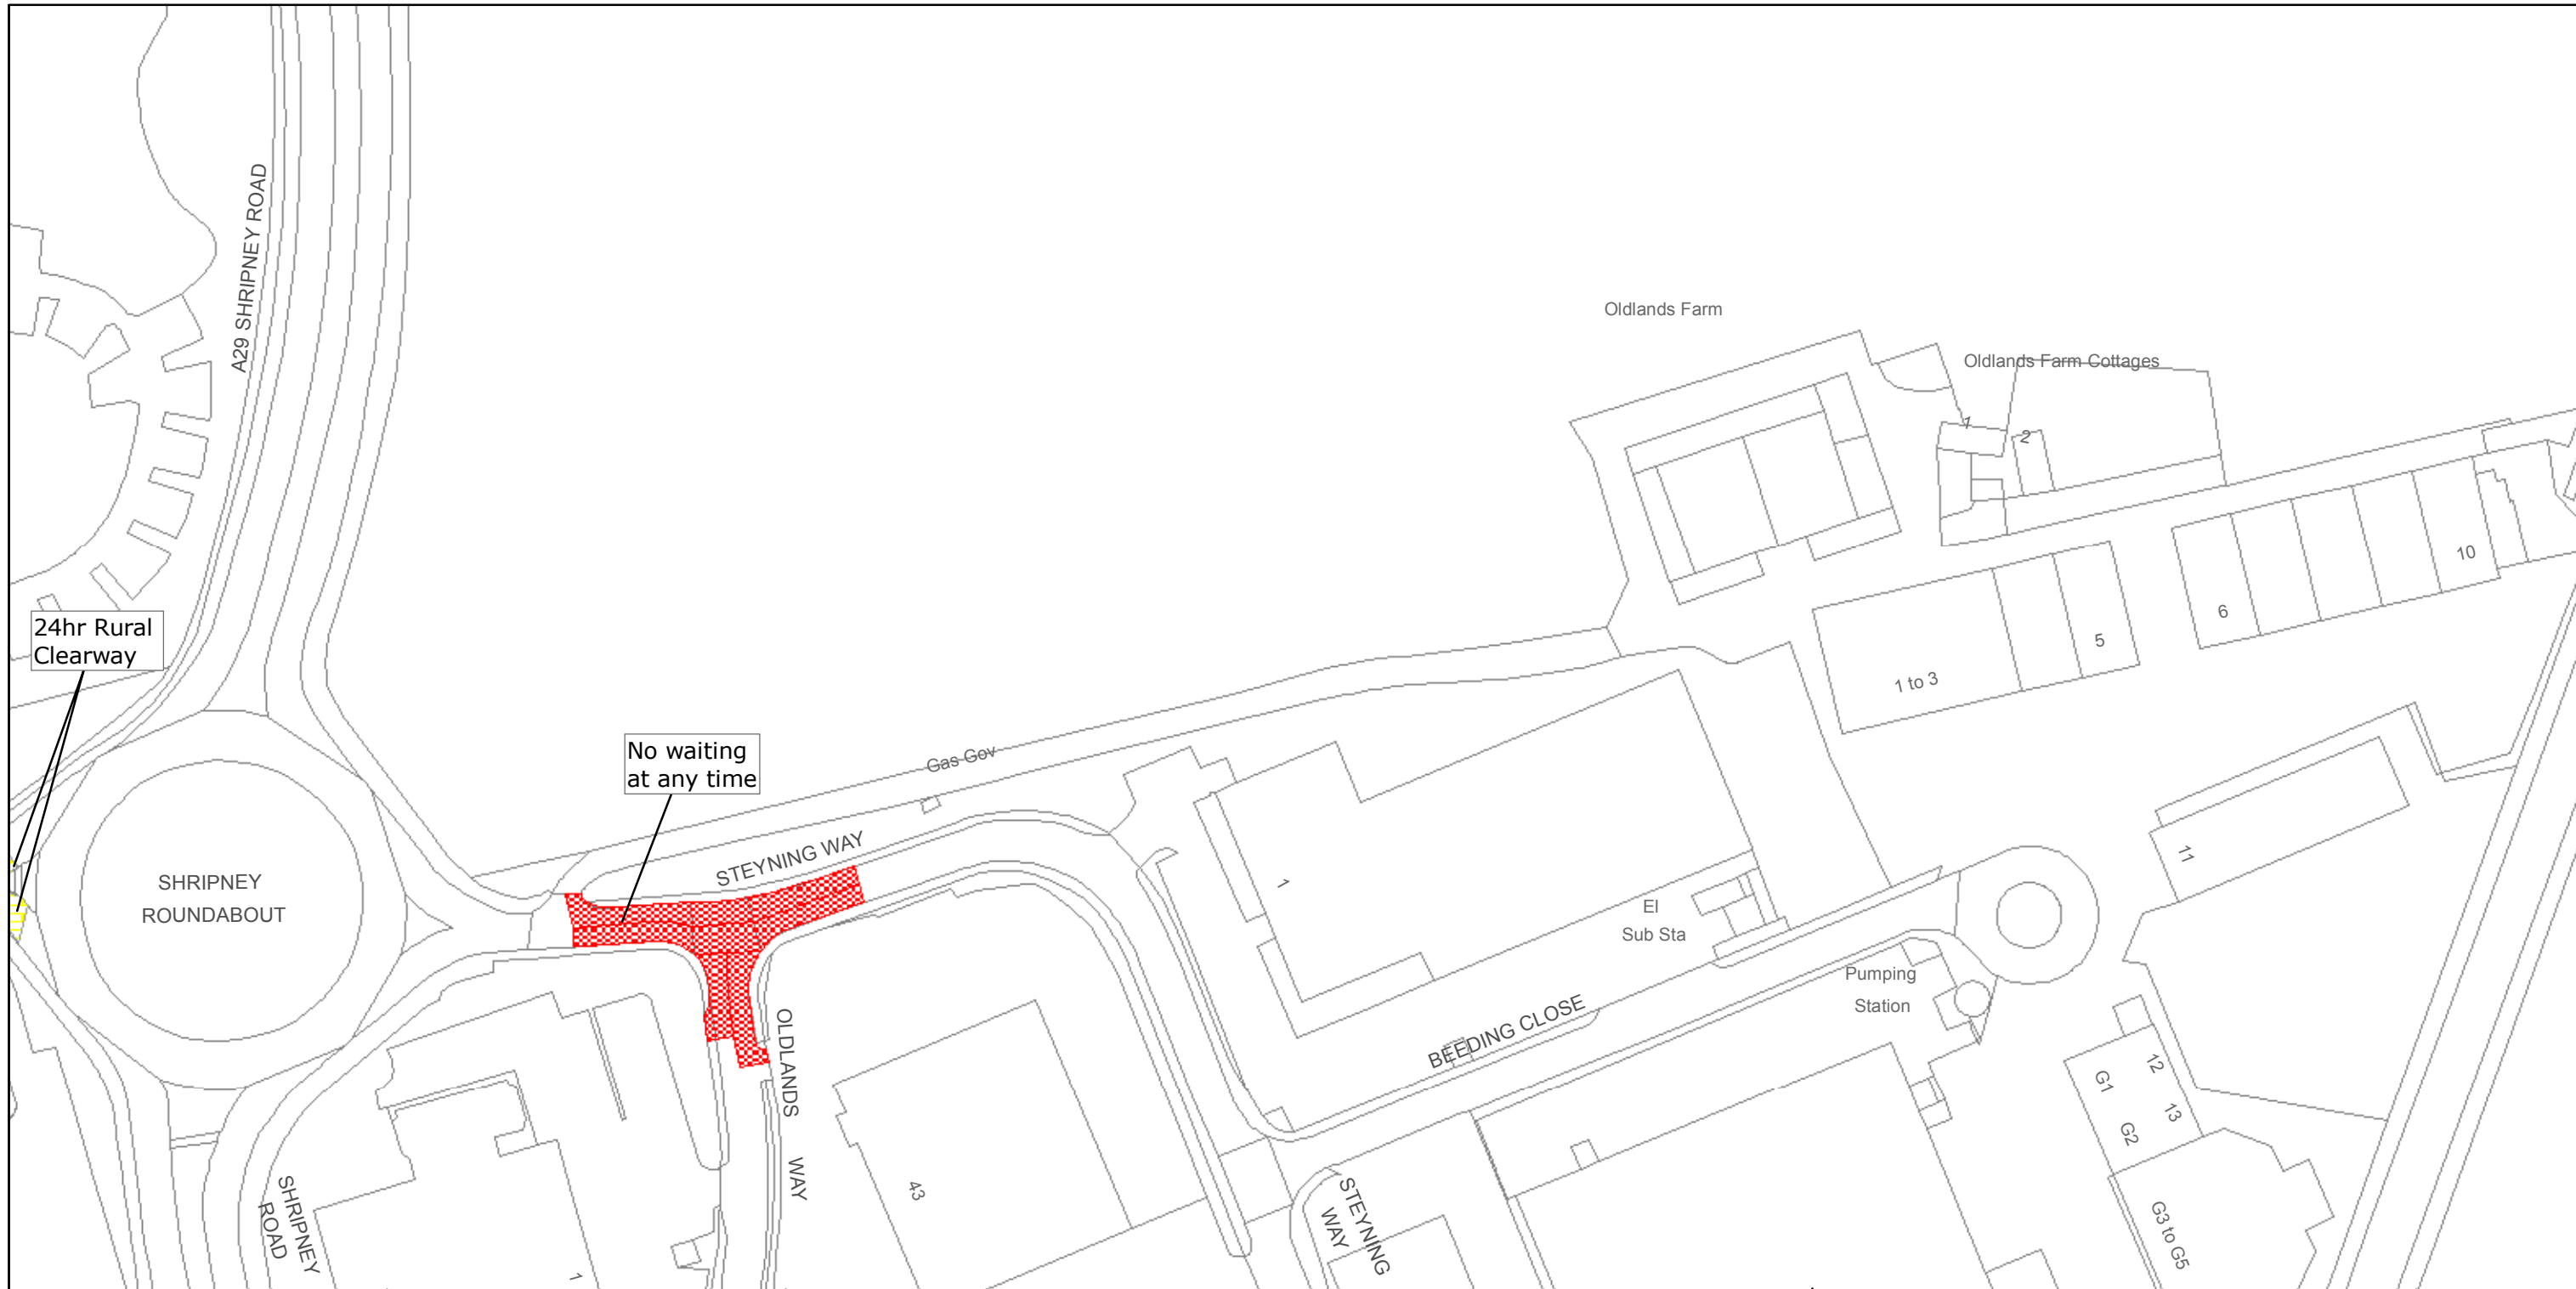 A29 SHRIPNEY ROAD
Oldlands Farm
Oldlands Farm Cottages
1
2
10
6
5
1 to 3
24hr Rural
Clearway
No waiting
at any time
Gas Gov
STEYNING WAY
SHRIPNEY
ROUNDABOUT
1
El
Sub Sta
11
Pumping
Station
BEEDING CLOSE
OLDLANDS
WAY
12
G1
13
G2
43
SHRIPNEY
ROAD
STEYNING
WAY
G3 to G5
1